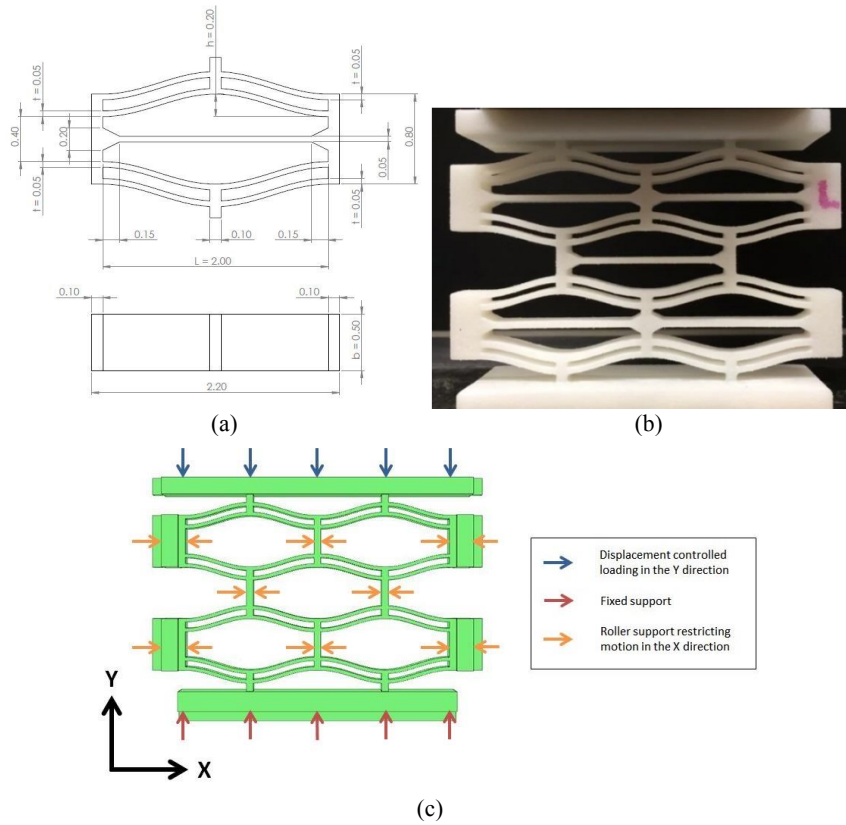 h = 0.20
t = 0.05
t = 0.05
0.40
0.20
0.80
0.05
t = 0.05
t = 0.05
0.15
0.10
0.15
L = 2.00
0.10
0.10
b = 0.50
2.20
(a)
(b)
Displacement controlled
loading in the Y direction
Fixed support
Roller support restricting
motion in the X direction
Y
X
(c)